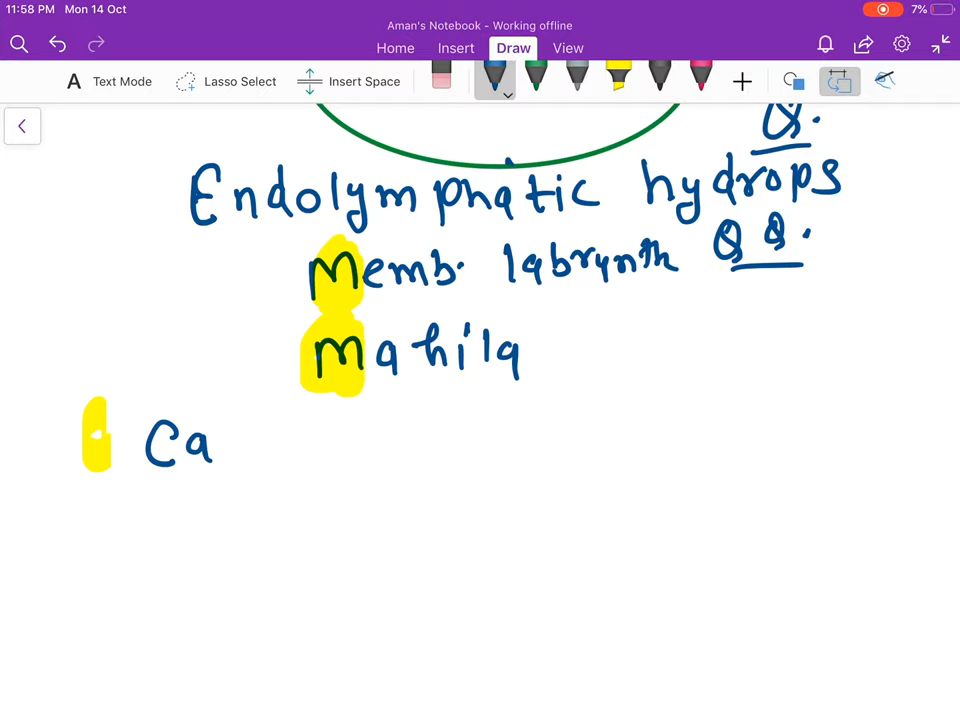 11:58 PM Mon 14 Oct 7%
Aman's Notebook - Working offline
Home Insert Draw View
A Text Mode Lasso Select Insert Space
Q.
Endolymphatic hydrops
Memb. labrynth Q Q.
Mahila
Ca